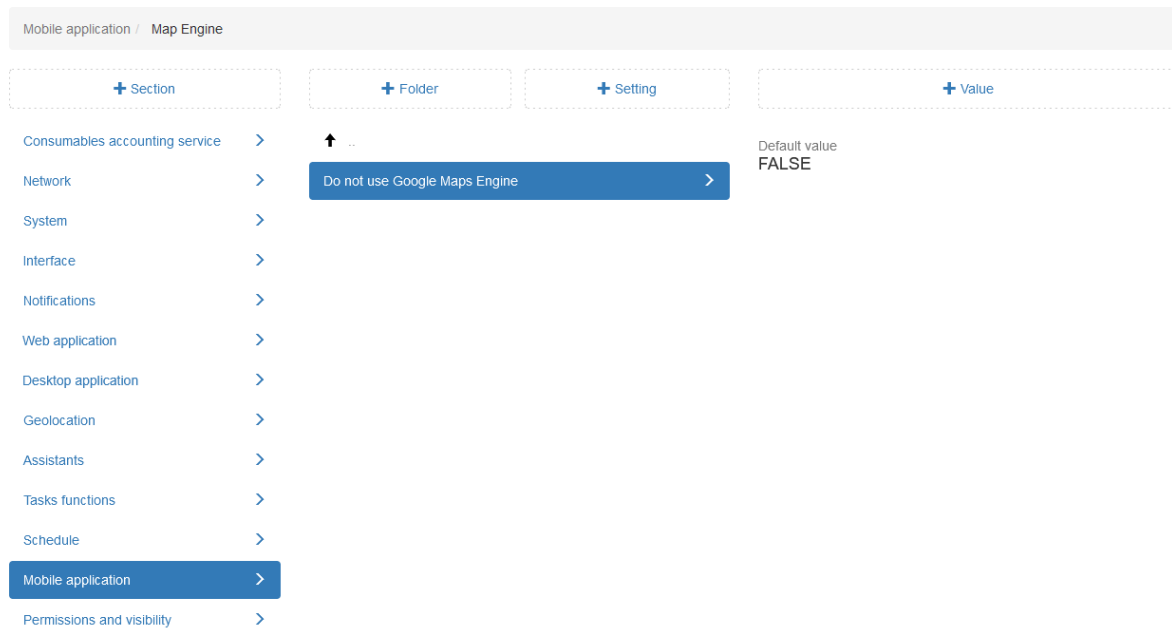 Mobile application / Map Engine
+ Section
+ Folder
+ Setting
+ Value
Consumables accounting service
Network
System
Interface
Notifications
Web application
Desktop application
Geolocation
Assistants
Tasks functions
Schedule
Mobile application
Permissions and visibility
..
Do not use Google Maps Engine
Default value
FALSE